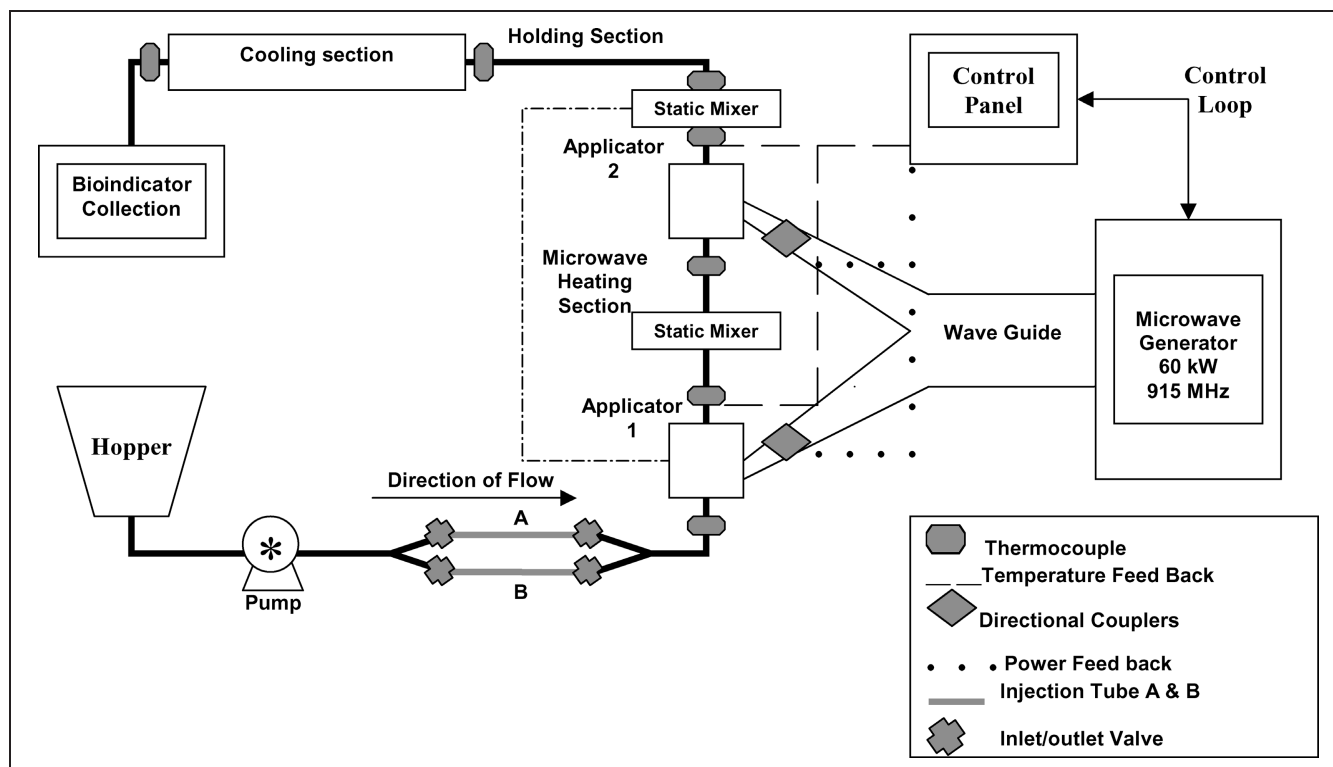 Cooling section
Holding Section
Static Mixer
Control
Panel
Control
Loop
Bioindicator
Collection
Applicator
2
Microwave
Heating
Section
Static Mixer
Wave Guide
Microwave
Generator
60 kW
915 MHz
Applicator
1
Hopper
Direction of Flow
A
B
Pump
Thermocouple
Temperature Feed Back
Directional Couplers
Power Feed back
Injection Tube A & B
Inlet/outlet Valve